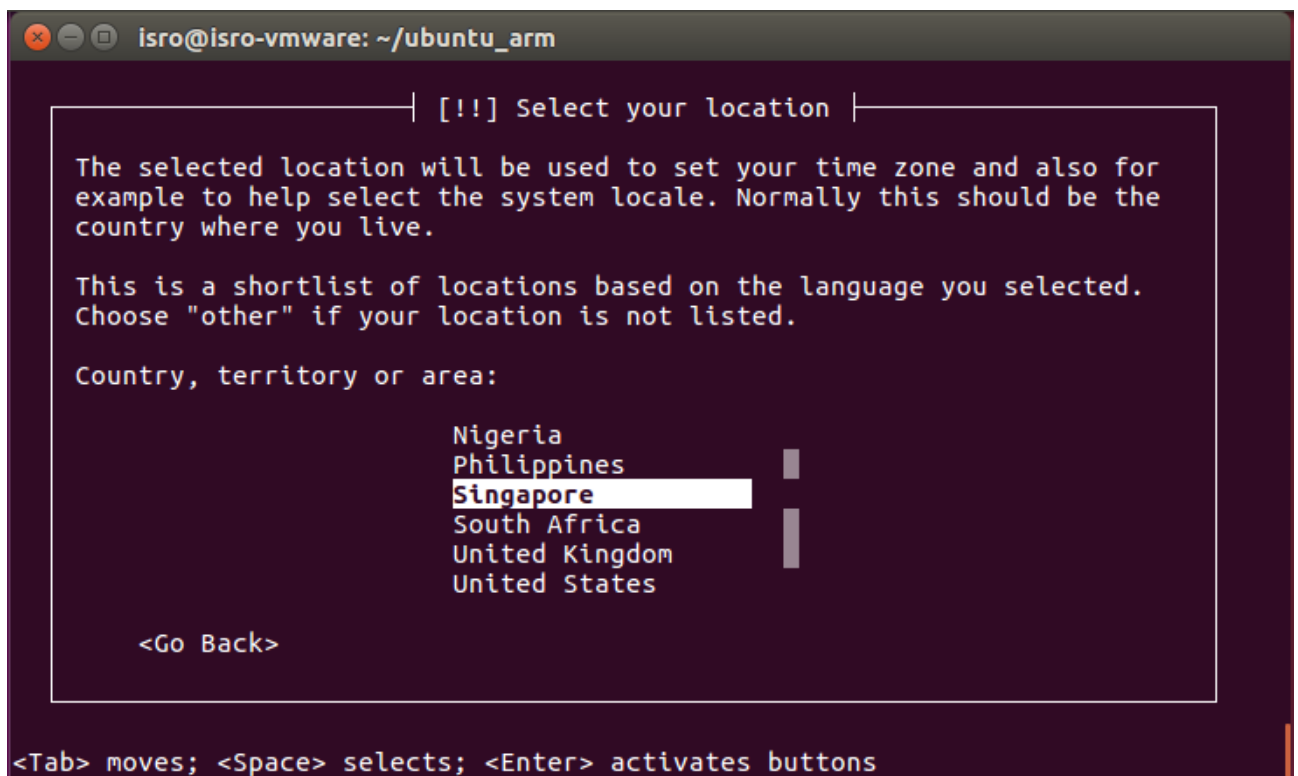 isro@isro-vmware: ~/ubuntu_arm
[!!] Select your location
The selected location will be used to set your time zone and also for
example to help select the system locale. Normally this should be the
country where you live.
This is a shortlist of locations based on the language you selected.
Choose "other" if your location is not listed.
Country, territory or area:
Nigeria
Philippines
Singapore
South Africa
United Kingdom
United States
<Go Back>
<Tab> moves; <Space> selects; <Enter> activates buttons